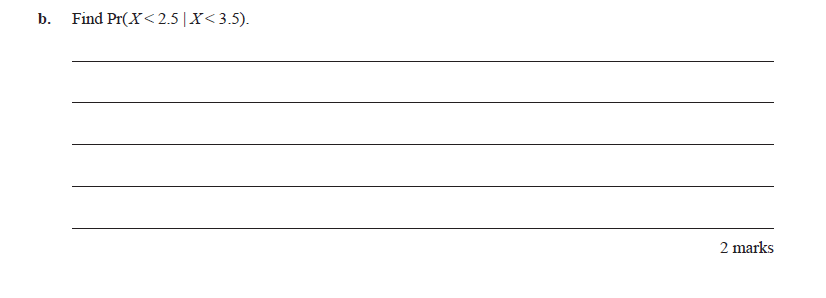 b. Find Pr(X < 2.5 | X < 3.5).
2 marks